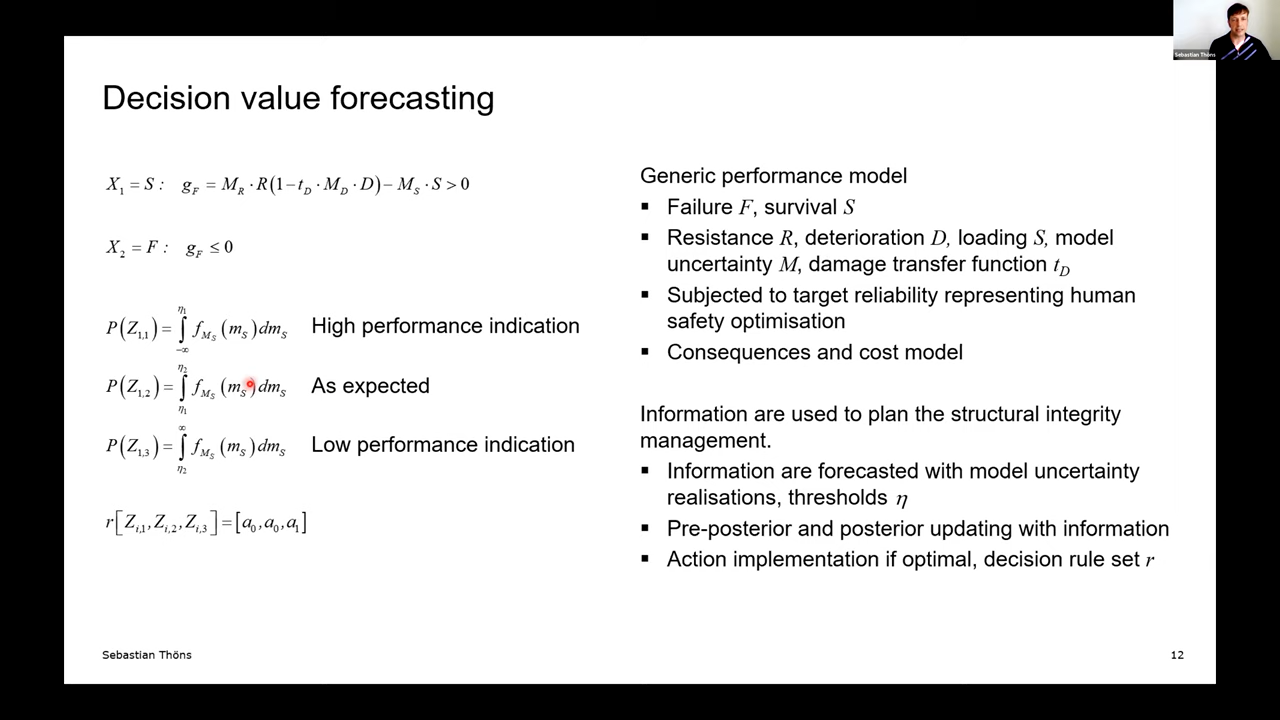 Sebastian Thöns
Decision value forecasting
X₁ = S : g_F = M_R · R(1 − t_D · M_D · D) − M_S · S > 0
X₂ = F : g_F ≤ 0
P(Z₁,₁) = ∫_{−∞}^{η₁} f_{M_S}(m_S)dm_S High performance indication
P(Z₁,₂) = ∫_{η₁}^{η₂} f_{M_S}(m_S)dm_S As expected
P(Z₁,₃) = ∫_{η₂}^{∞} f_{M_S}(m_S)dm_S Low performance indication
r[Z_{i,1}, Z_{i,2}, Z_{i,3}] = [a₀, a₀, a₁]
Generic performance model
▪ Failure F, survival S
▪ Resistance R, deterioration D, loading S, model
uncertainty M, damage transfer function t_D
▪ Subjected to target reliability representing human
safety optimisation
▪ Consequences and cost model
Information are used to plan the structural integrity
management.
▪ Information are forecasted with model uncertainty
realisations, thresholds η
▪ Pre-posterior and posterior updating with information
▪ Action implementation if optimal, decision rule set r
Sebastian Thöns
12